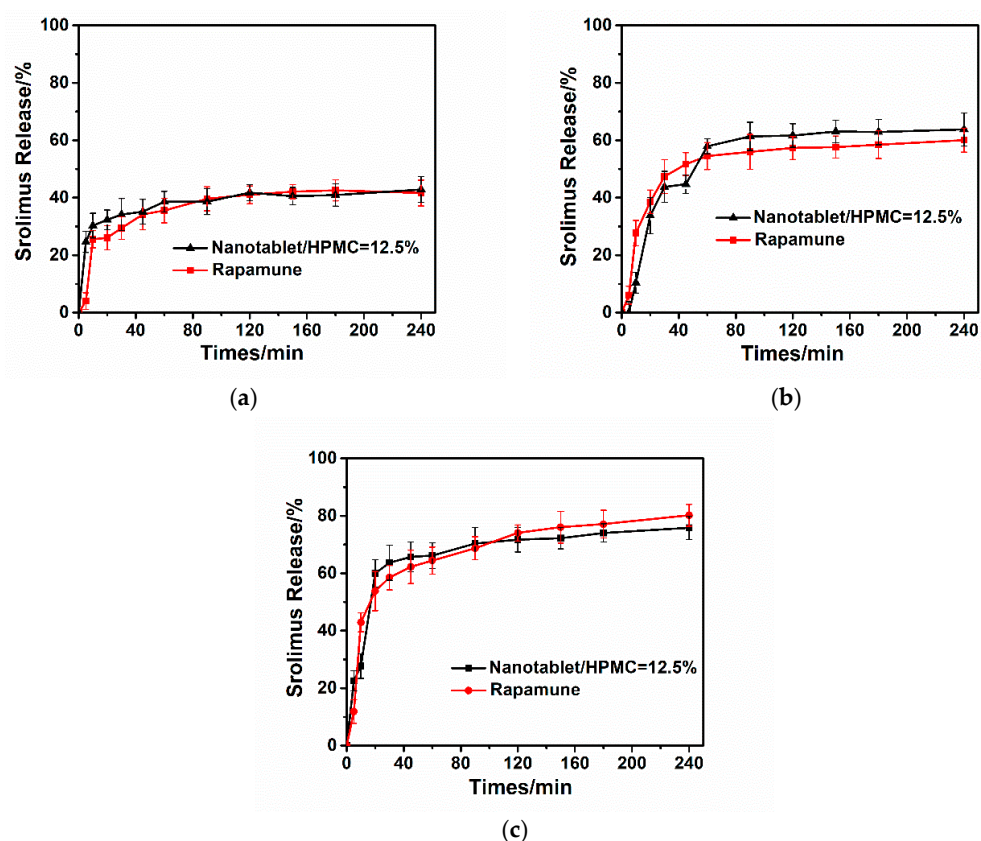 100
80
60
40
20
0
Srolimus Release/%
Nanotablet/HPMC=12.5%
Rapamune
0 40 80 120 160 200 240
Times/min
(a)
100
80
60
40
20
0
Srolimus Release/%
Nanotablet/HPMC=12.5%
Rapamune
0 40 80 120 160 200 240
Times/min
(b)
100
80
60
40
20
0
Srolimus Release/%
Nanotablet/HPMC=12.5%
Rapamune
0 40 80 120 160 200 240
Times/min
(c)